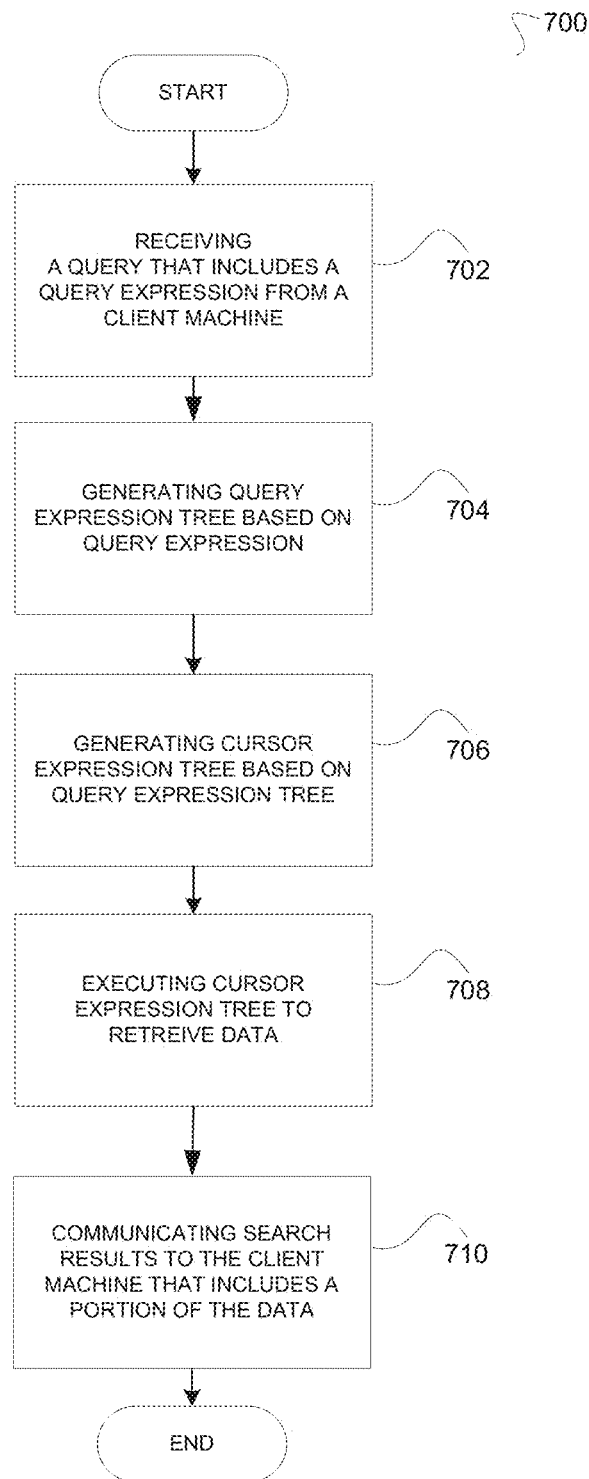 700
START
RECEIVING
A QUERY THAT INCLUDES A
QUERY EXPRESSION FROM A
CLIENT MACHINE
702
GENERATING QUERY
EXPRESSION TREE BASED ON
QUERY EXPRESSION
704
GENERATING CURSOR
EXPRESSION TREE BASED ON
QUERY EXPRESSION TREE
706
EXECUTING CURSOR
EXPRESSION TREE TO
RETREIVE DATA
708
COMMUNICATING SEARCH
RESULTS TO THE CLIENT
MACHINE THAT INCLUDES A
PORTION OF THE DATA
710
END